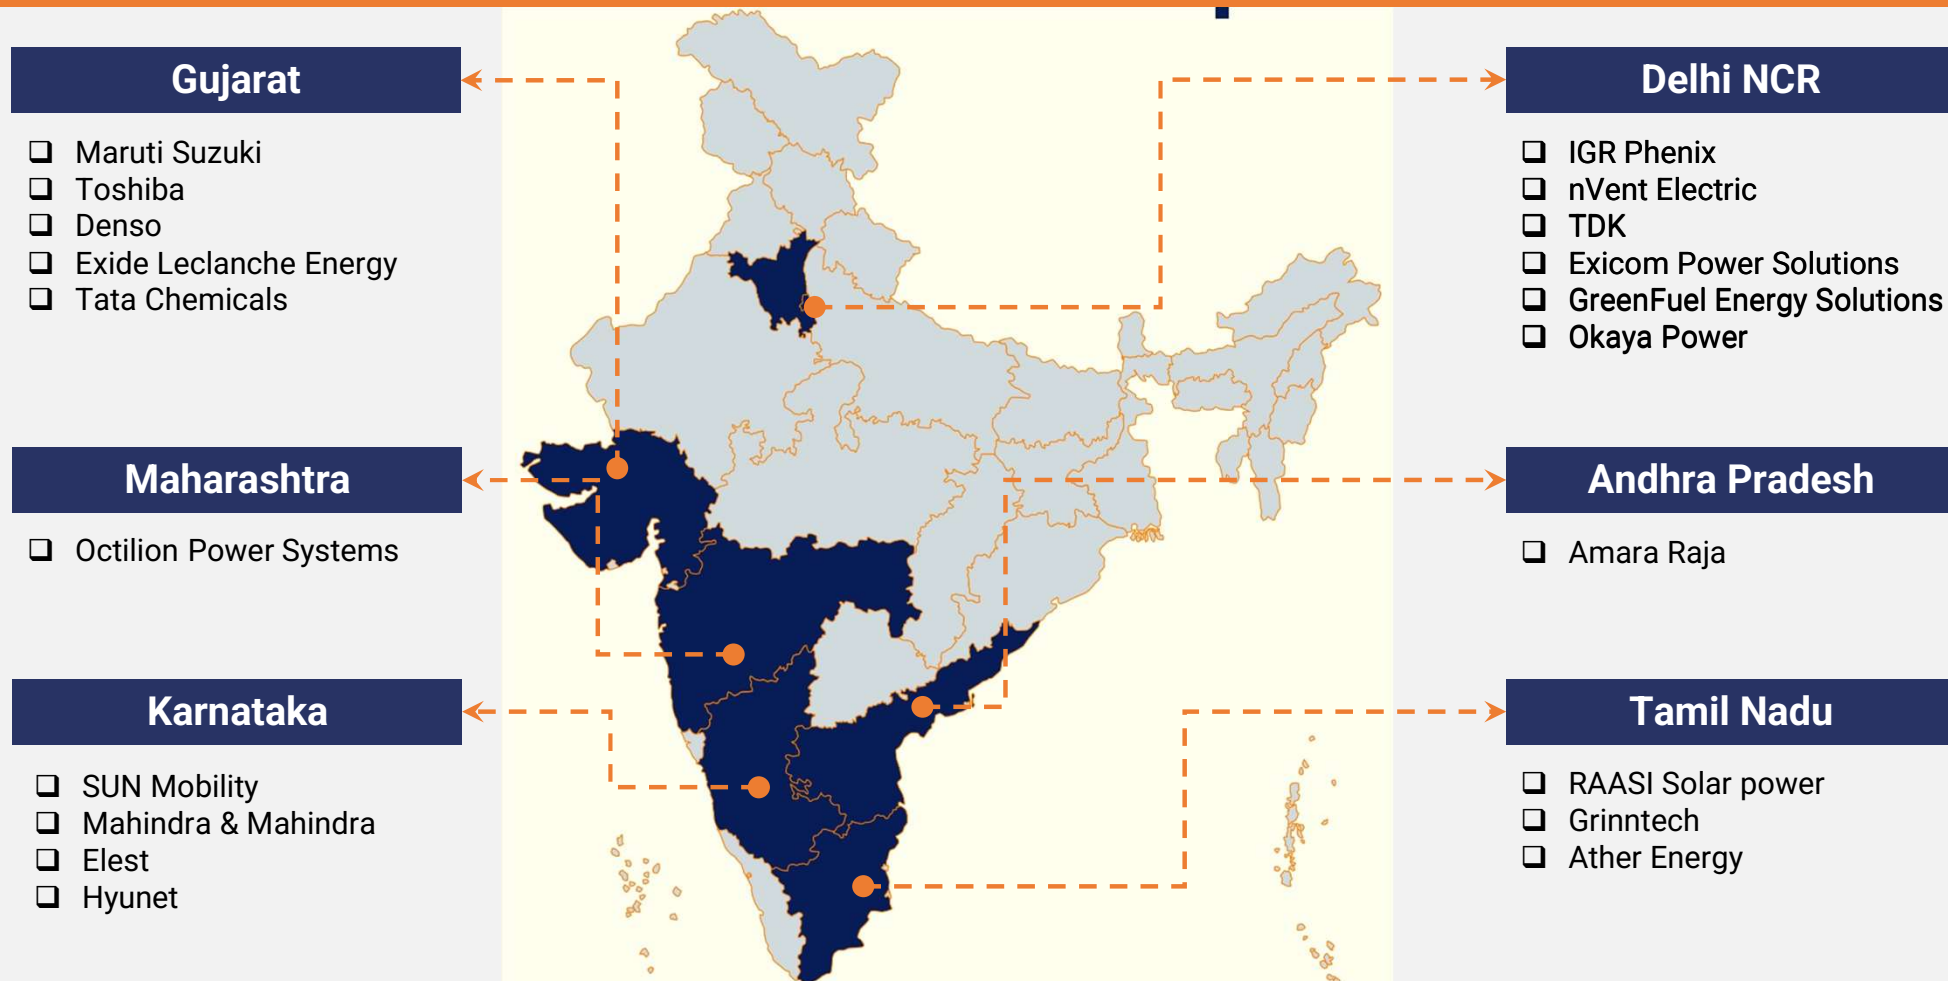 Gujarat
Maruti Suzuki
Toshiba
Denso
Exide Leclanche Energy
Tata Chemicals
Maharashtra
Octilion Power Systems
Karnataka
SUN Mobility
Mahindra & Mahindra
Elest
Hyunet
Delhi NCR
IGR Phenix
nVent Electric
TDK
Exicom Power Solutions
GreenFuel Energy Solutions
Okaya Power
Andhra Pradesh
Amara Raja
Tamil Nadu
RAASI Solar power
Grinntech
Ather Energy